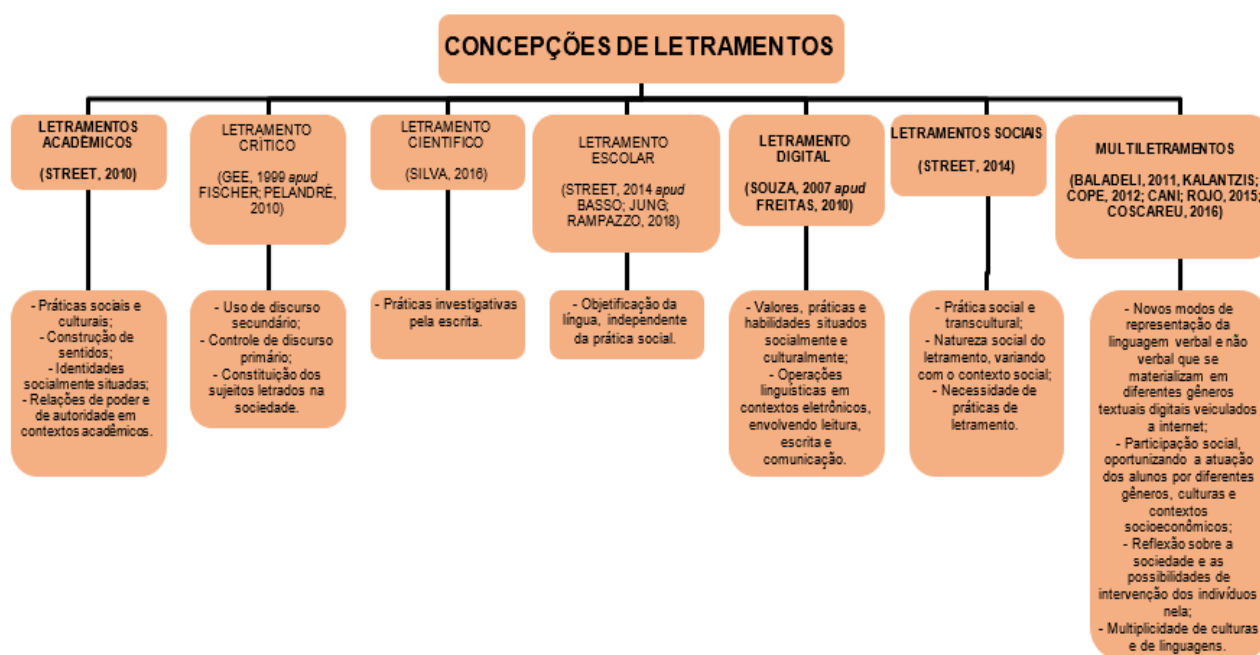 CONCEPÇÕES DE LETRAMENTOS
LETRAMENTOS
ACADÊMICOS
(STREET, 2010)
LETRAMENTO
CRÍTICO
(GEE, 1999 apud
FISCHER; PELANDRÉ,
2010)
LETRAMENTO
CIENTIFICO
(SILVA, 2016)
LETRAMENTO
ESCOLAR
(STREET, 2014 apud
BASSO; JUNG;
RAMPAZZO, 2018)
LETRAMENTO
DIGITAL
(SOUZA, 2007 apud
FREITAS, 2010)
LETRAMENTOS SOCIAIS
(STREET, 2014)
MULTILETRAMENTOS
(BALADELI, 2011, KALANTZIS;
COPE, 2012; CANI; ROJO, 2015;
COSCAREU, 2016)
- Práticas sociais e
culturais;
- Construção de
sentidos;
- Identidades
socialmente situadas;
- Relações de poder e
de autoridade em
contextos acadêmicos.
- Uso de discurso
secundário;
- Controle de discurso
primário;
- Constituição dos
sujeitos letrados na
sociedade.
- Práticas investigativas
pela escrita.
- Objetificação da
língua, independente
da prática social.
- Valores, práticas e
habilidades situados
socialmente e
culturalmente;
- Operações
linguísticas em
contextos eletrônicos,
envolvendo leitura,
escrita e
comunicação.
- Prática social e
transcultural;
- Natureza social do
letramento, variando
com o contexto social;
- Necessidade de
práticas de
letramento.
- Novos modos de
representação da
linguagem verbal e não
verbal que se
materializam em
diferentes gêneros
textuais digitais veiculados
a internet;
- Participação social,
oportunizando a atuação
dos alunos por diferentes
gêneros, culturas e
contextos
socioeconômicos;
- Reflexão sobre a
sociedade e as
possibilidades de
intervenção dos indivíduos
nela;
- Multiplicidade de culturas
e de linguagens.